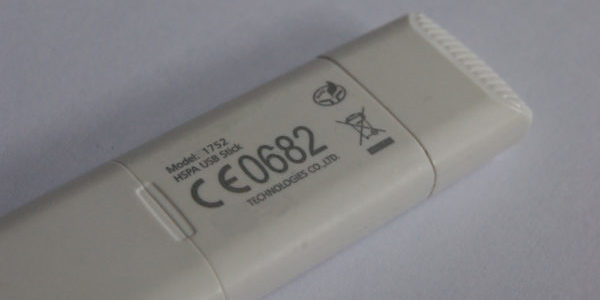 Model: 1752
HSPA USB Stick
CE0682
TECHNOLOGIES CO.,LTD.